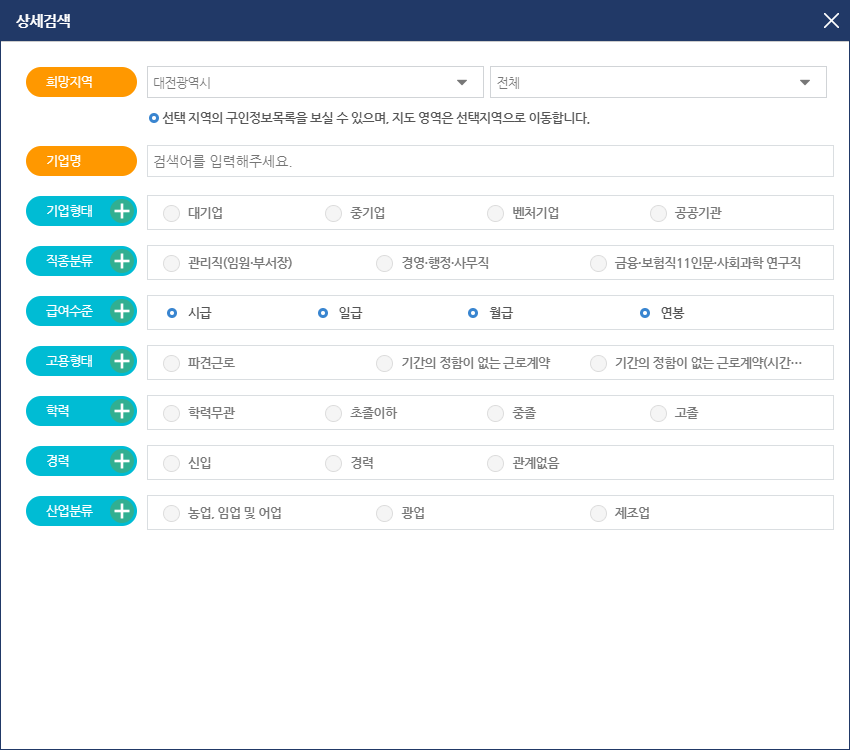 상세검색
희망지역 대전광역시 전체
선택 지역의 구인정보목록을 보실 수 있으며, 지도 영역은 선택지역으로 이동합니다.
기업명 검색어를 입력해주세요.
기업형태 대기업 중기업 벤처기업 공공기관
직종분류 관리직(임원·부서장) 경영·행정·사무직 금융·보험직11인문·사회과학 연구직
급여수준 시급 일급 월급 연봉
고용형태 파견근로 기간의 정함이 없는 근로계약 기간의 정함이 없는 근로계약(시간…
학력 학력무관 초졸이하 중졸 고졸
경력 신입 경력 관계없음
산업분류 농업, 임업 및 어업 광업 제조업